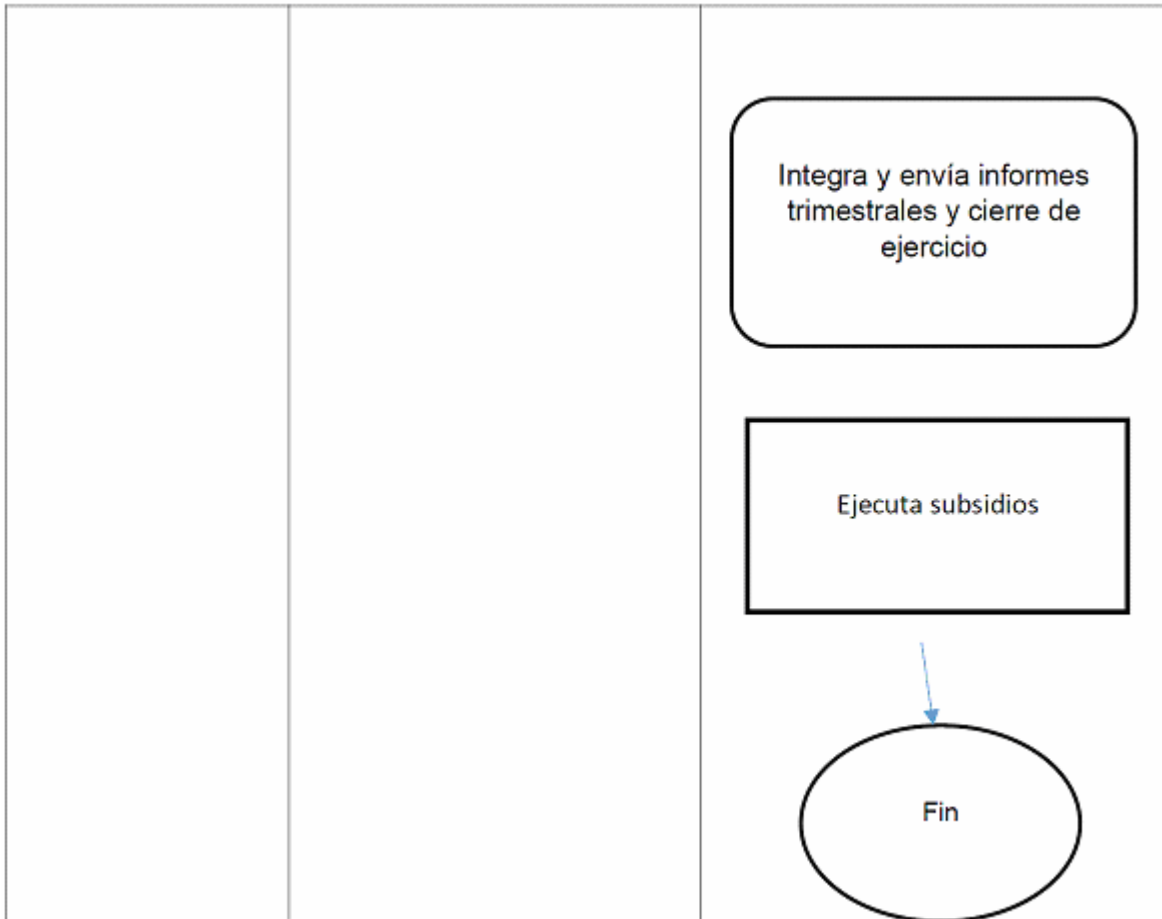 Integra y envía informes
trimestrales y cierre de
ejercicio
Ejecuta subsidios
Fin